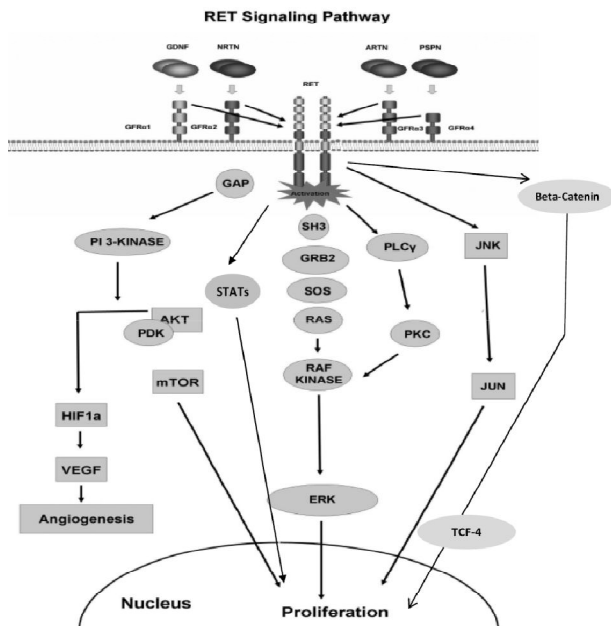 RET Signaling Pathway
GDNF
NRTN
ARTN
PSPN
RET
GFRα1
GFRα2
GFRα3
GFRα4
Activation
GAP
Beta-Catenin
SH3
PI 3-KINASE
PLCγ
JNK
GRB2
STATs
SOS
AKT
RAS
PDK
PKC
RAF
KINASE
mTOR
JUN
HIF1a
VEGF
ERK
Angiogenesis
TCF-4
Nucleus
Proliferation